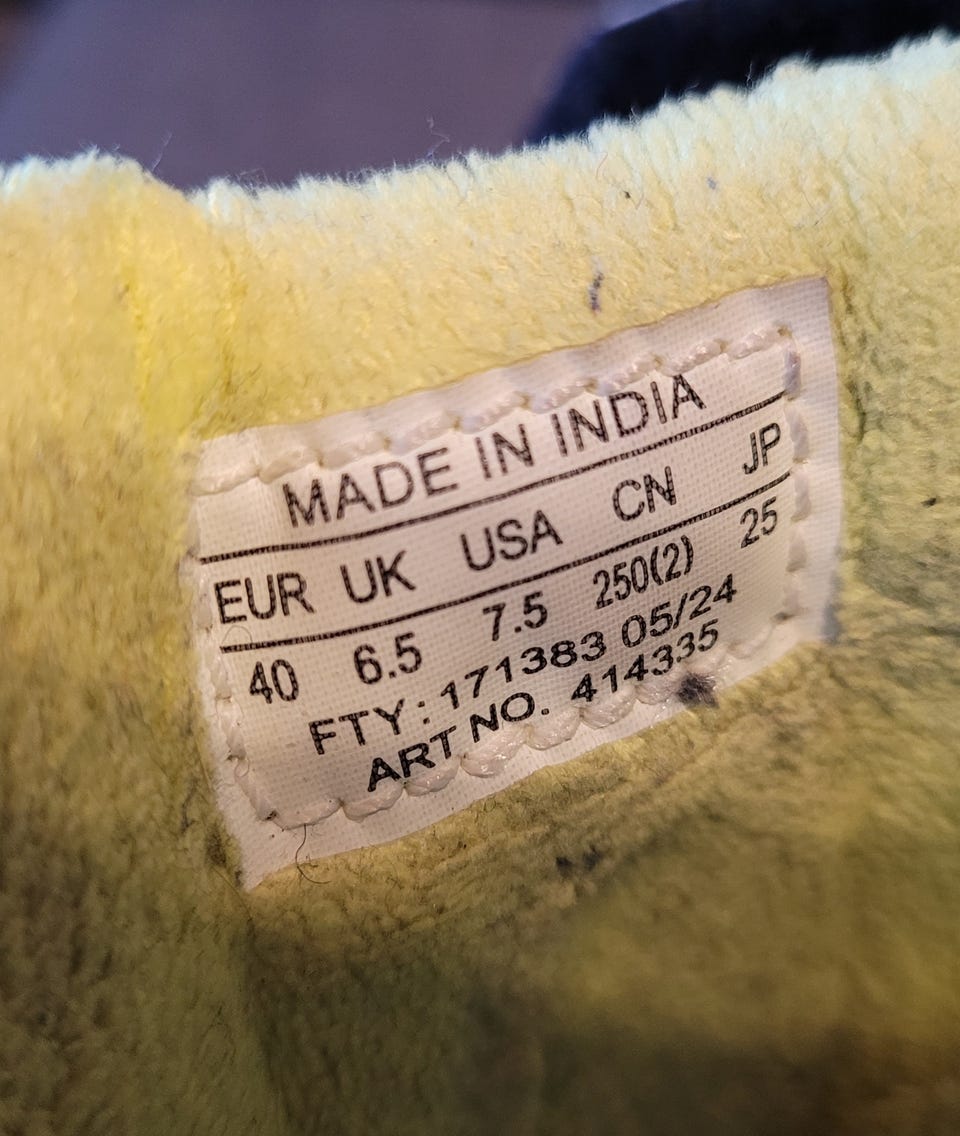 MADE IN INDIA
EUR UK USA CN JP
40 6.5 7.5 250(2) 25
FTY: 171383 05/24
ART NO. 414335